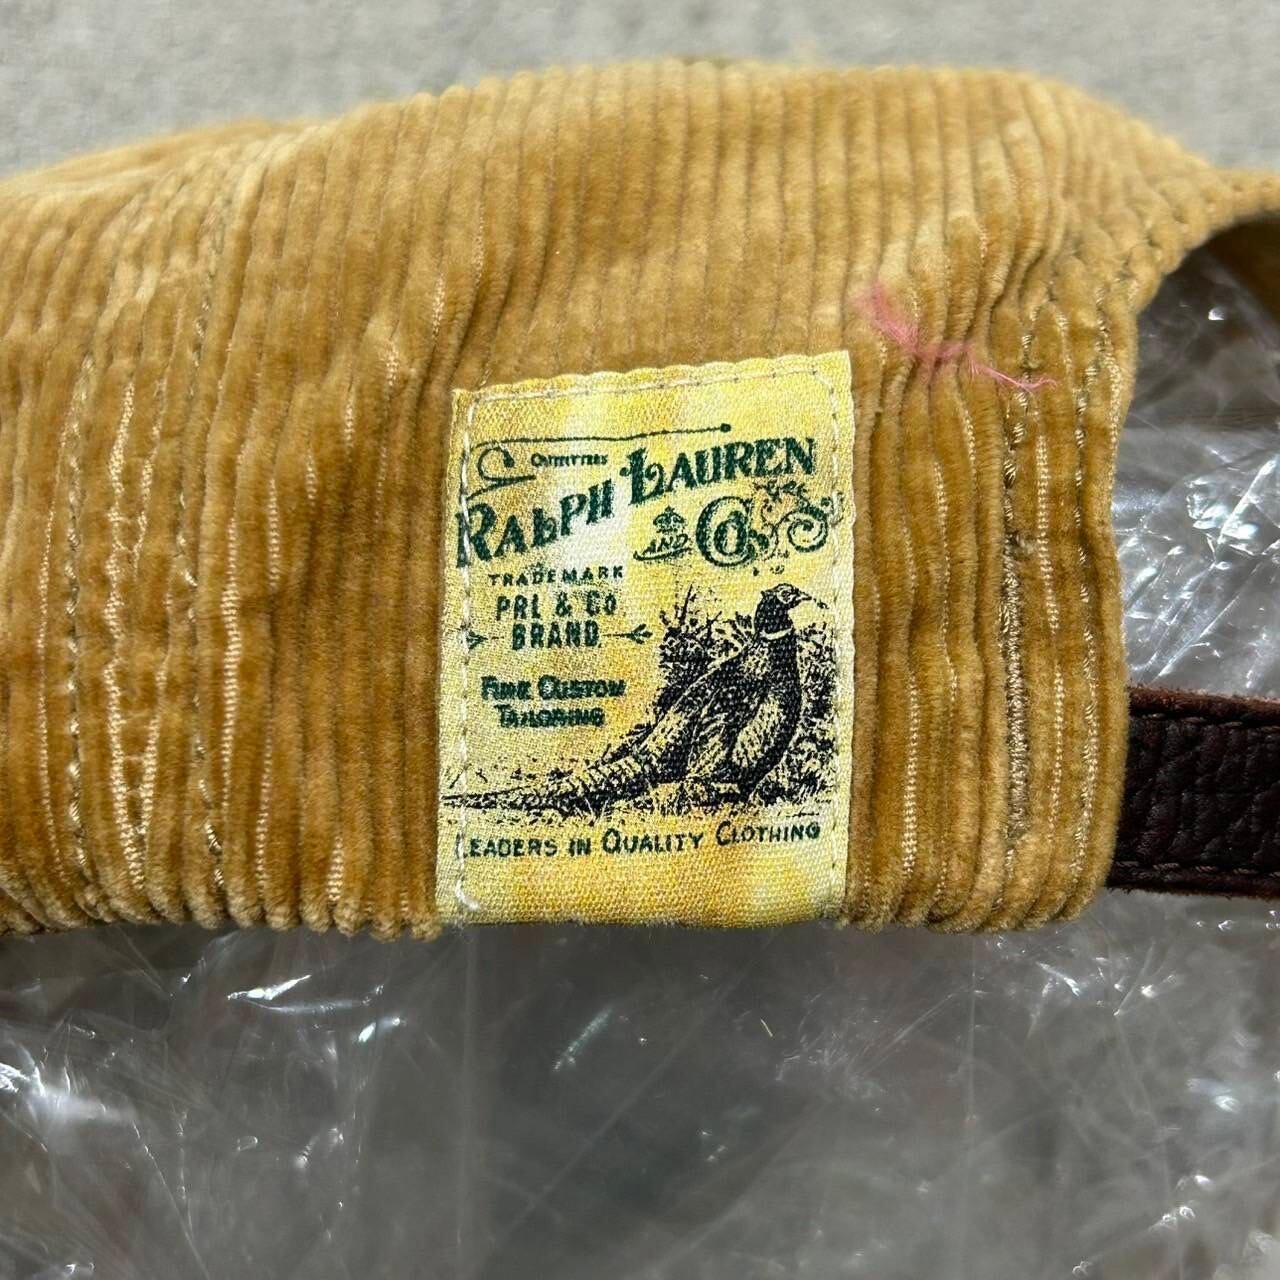 OUTFITTERS
RALPH LAUREN
AND CO
TRADEMARK
PRL & CO
BRAND
FINE CUSTOM
TAILORING
LEADERS IN QUALITY CLOTHING